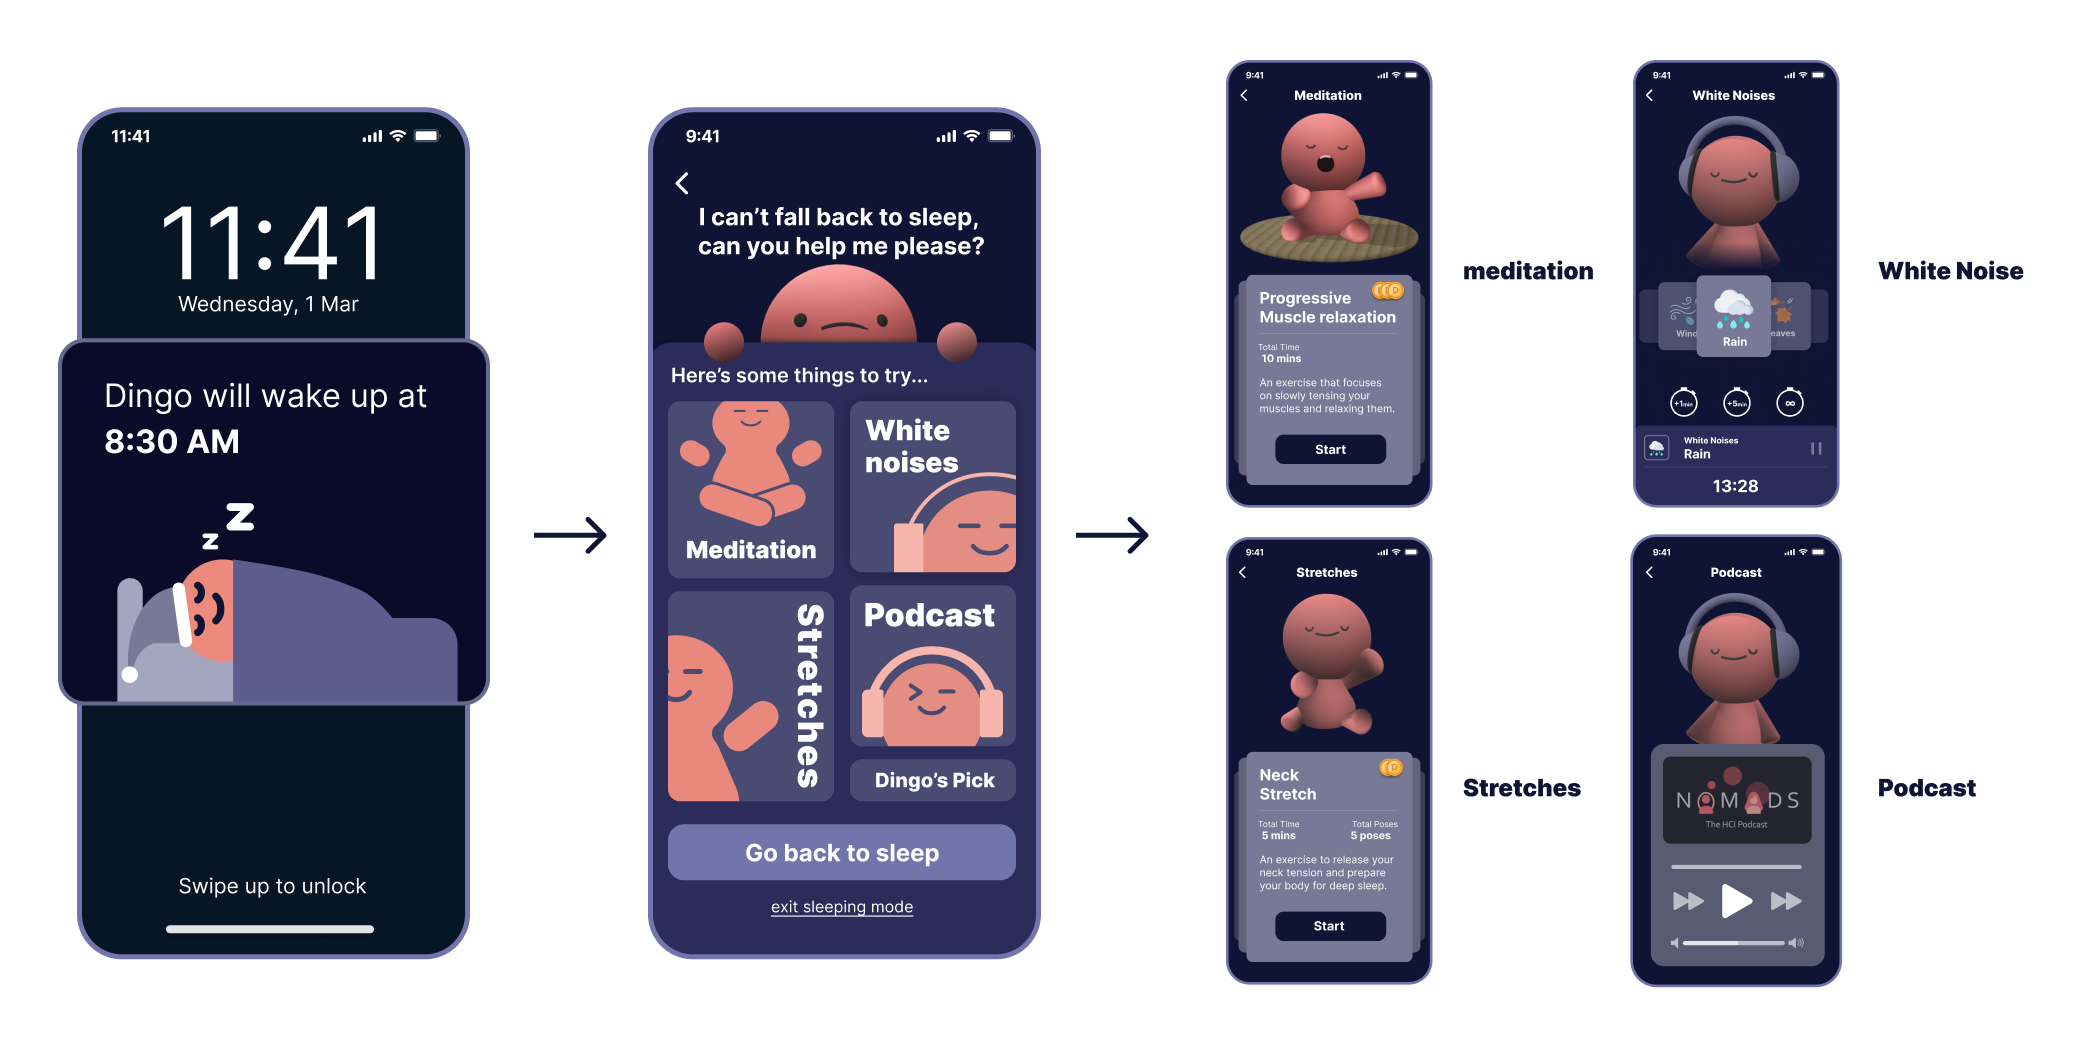 11:41
11:41
Wednesday, 1 Mar
Dingo will wake up at
8:30 AM
z z
Swipe up to unlock
9:41
I can't fall back to sleep,
can you help me please?
Here's some things to try...
Meditation
White
noises
Stretches
Podcast
Dingo's Pick
Go back to sleep
exit sleeping mode
9:41
Meditation
Progressive
Muscle relaxation
D
Total Time
10 mins
An exercise that focuses
on slowly tensing your
muscles and relaxing them.
Start
meditation
9:41
White Noises
Wind
Rain
eaves
+1min
+5min
∞
White Noises
Rain
13:28
White Noise
9:41
Stretches
Neck
Stretch
D
Total Time
Total Poses
5 mins
5 poses
An exercise to release your
neck tension and prepare
your body for deep sleep.
Start
Stretches
9:41
Podcast
NOMADS
The HCI Podcast
Podcast